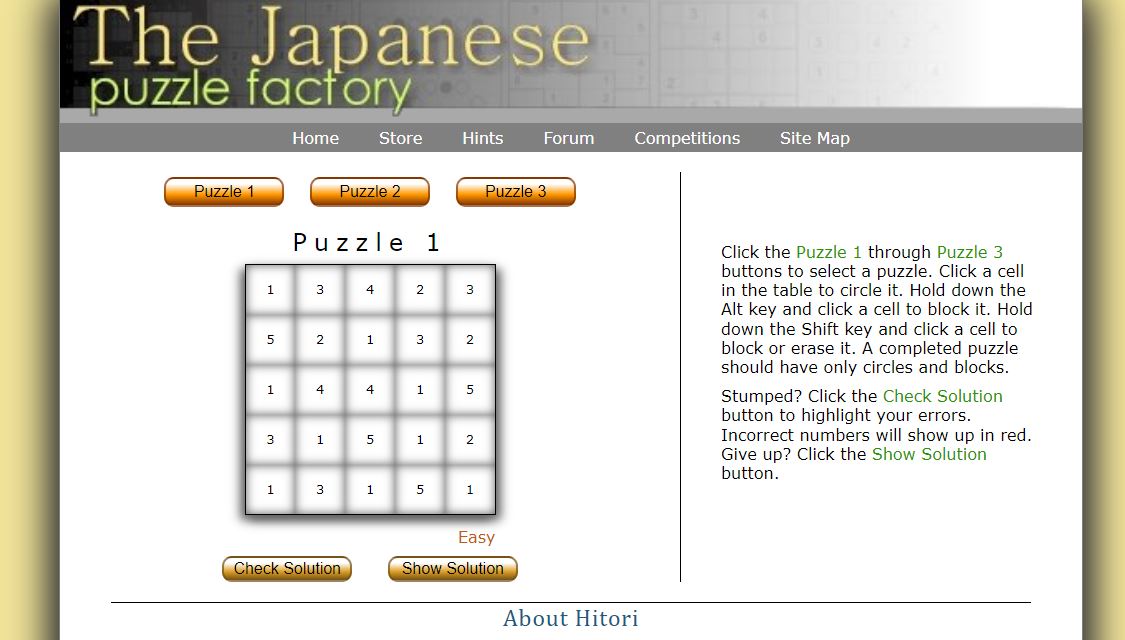 The Japanese
puzzle factory
Home Store Hints Forum Competitions Site Map
Puzzle 1 Puzzle 2 Puzzle 3
Puzzle 1
1 3 4 2 3
5 2 1 3 2
1 4 4 1 5
3 1 5 1 2
1 3 1 5 1
Easy
Check Solution Show Solution
Click the Puzzle 1 through Puzzle 3
buttons to select a puzzle. Click a cell
in the table to circle it. Hold down the
Alt key and click a cell to block it. Hold
down the Shift key and click a cell to
block or erase it. A completed puzzle
should have only circles and blocks.
Stumped? Click the Check Solution
button to highlight your errors.
Incorrect numbers will show up in red.
Give up? Click the Show Solution
button.
About Hitori